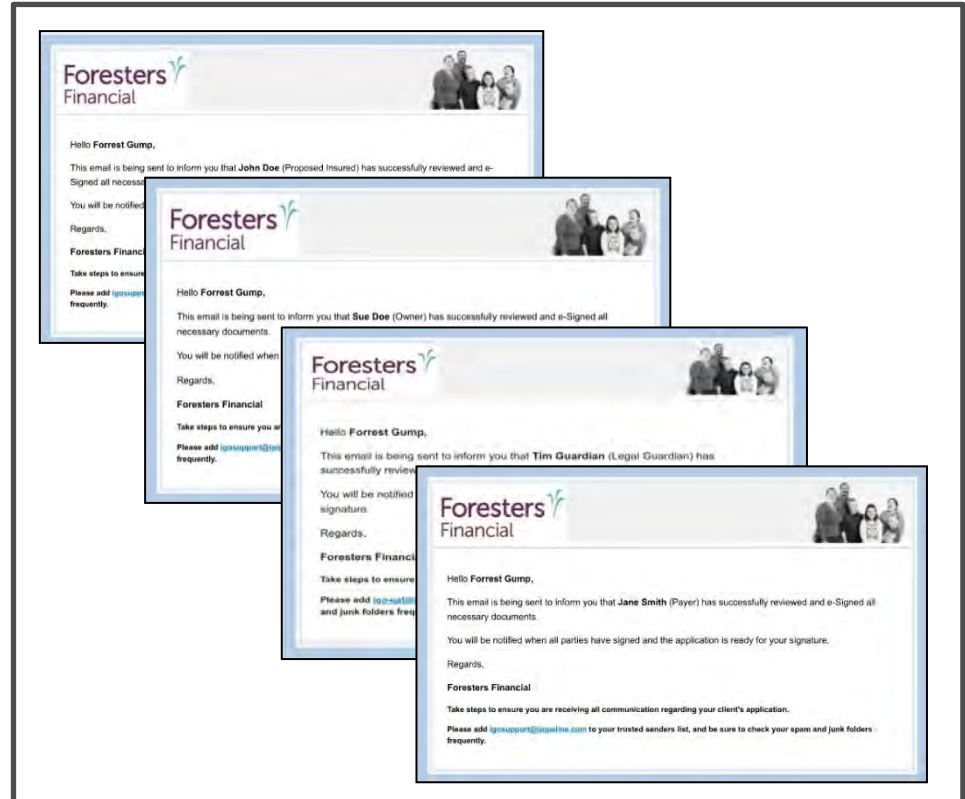 Foresters
Financial
Hello Forrest Gump,
This email is being sent to inform you that John Doe (Proposed Insured) has successfully reviewed and e-
Signed all necessa
You will be notified
Regards,
Foresters Financi
Take steps to ensure
Please add igosuppo
frequently.
Foresters
Financial
Hello Forrest Gump,
This email is being sent to inform you that Sue Doe (Owner) has successfully reviewed and e-Signed all
necessary documents.
You will be notified when
Regards,
Foresters Financial
Take steps to ensure you ar
Please add igosupport@ipi
frequently.
Foresters
Financial
Hello Forrest Gump,
This email is being sent to inform you that Tim Guardian (Legal Guardian) has
successfully review
You will be notified
signature.
Regards,
Foresters Financi
Take steps to ensure
Please add
and junk folders freq
Foresters
Financial
Hello Forrest Gump,
This email is being sent to inform you that Jane Smith (Payer) has successfully reviewed and e-Signed all
necessary documents.
You will be notified when all parties have signed and the application is ready for your signature.
Regards,
Foresters Financial
Take steps to ensure you are receiving all communication regarding your client's application.
Please add igosupport@ipipeline.com to your trusted senders list, and be sure to check your spam and junk folders
frequently.